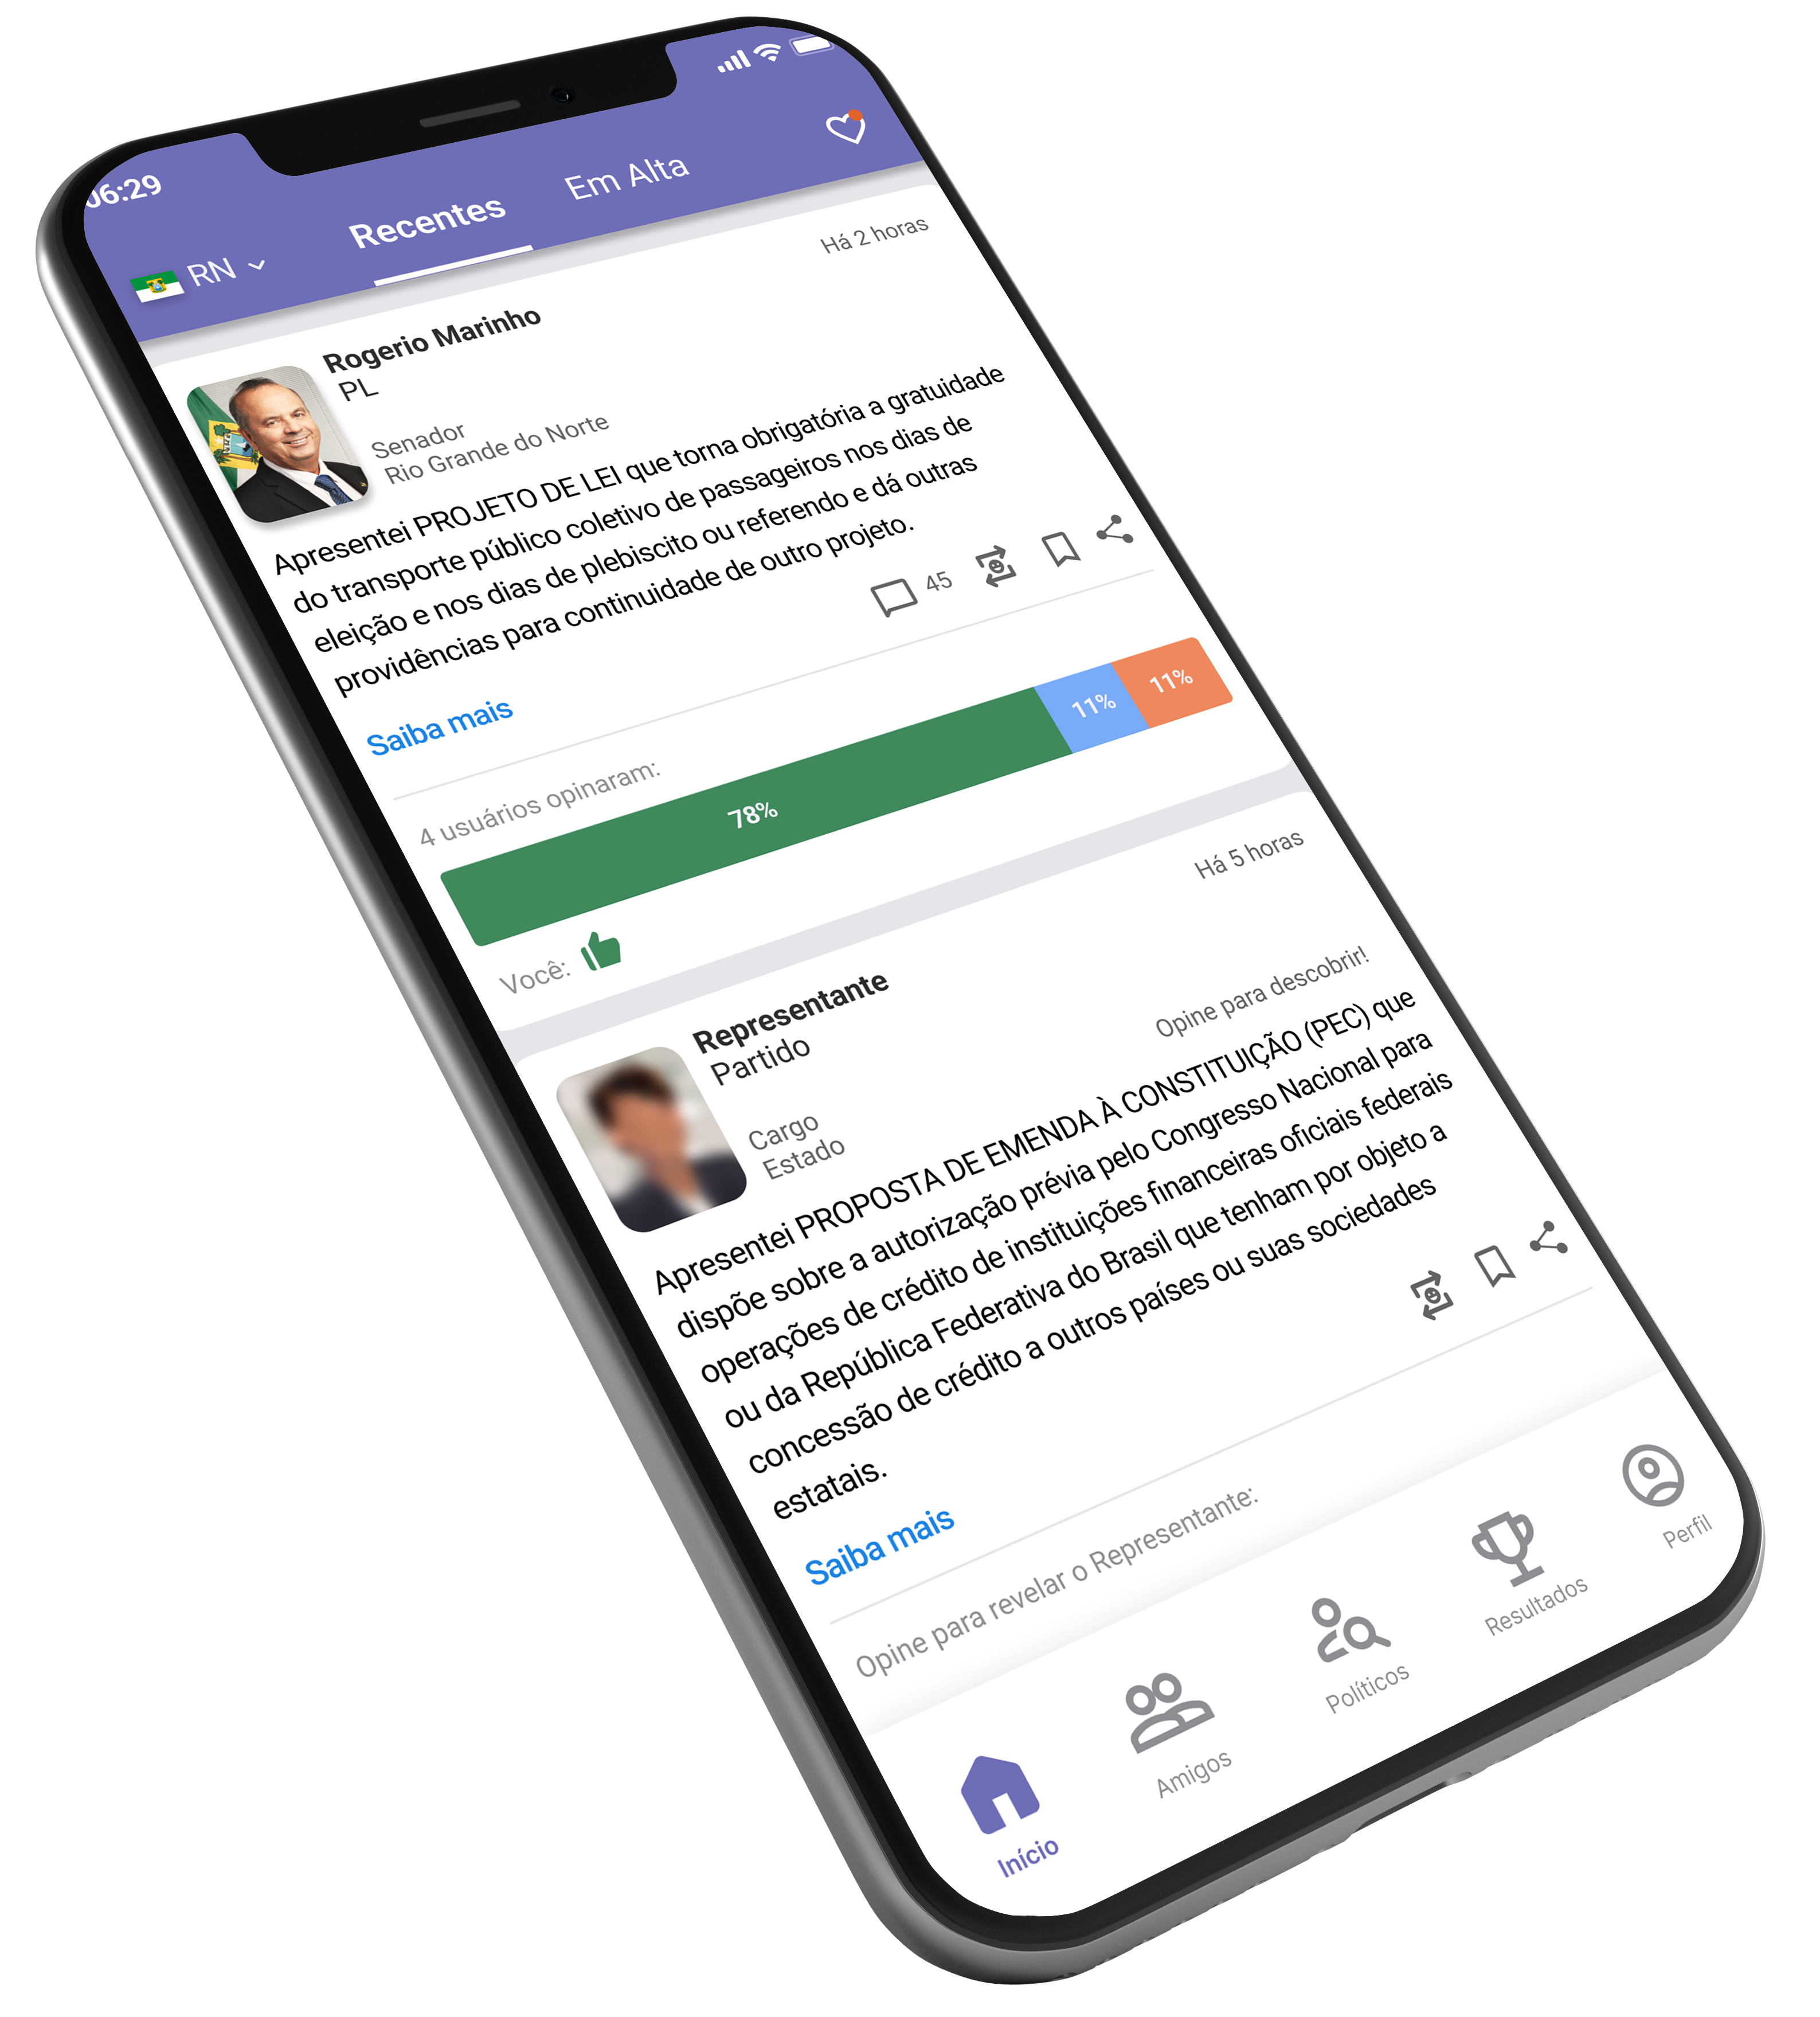 06:29
RN
Recentes
Em Alta
Há 2 horas
Rogerio Marinho
PL
Senador
Rio Grande do Norte
Apresentei PROJETO DE LEI que torna obrigatória a gratuidade
do transporte público coletivo de passageiros nos dias de
eleição e nos dias de plebiscito ou referendo e dá outras
providências para continuidade de outro projeto.
45
Saiba mais
4 usuários opinaram:
78%
11%
11%
Você:
Há 5 horas
Representante
Partido
Opine para descobrir!
Cargo
Estado
Apresentei PROPOSTA DE EMENDA À CONSTITUIÇÃO (PEC) que
dispõe sobre a autorização prévia pelo Congresso Nacional para
operações de crédito de instituições financeiras oficiais federais
ou da República Federativa do Brasil que tenham por objeto a
concessão de crédito a outros países ou suas sociedades
estatais.
Saiba mais
Opine para revelar o Representante:
Início
Amigos
Políticos
Resultados
Perfil